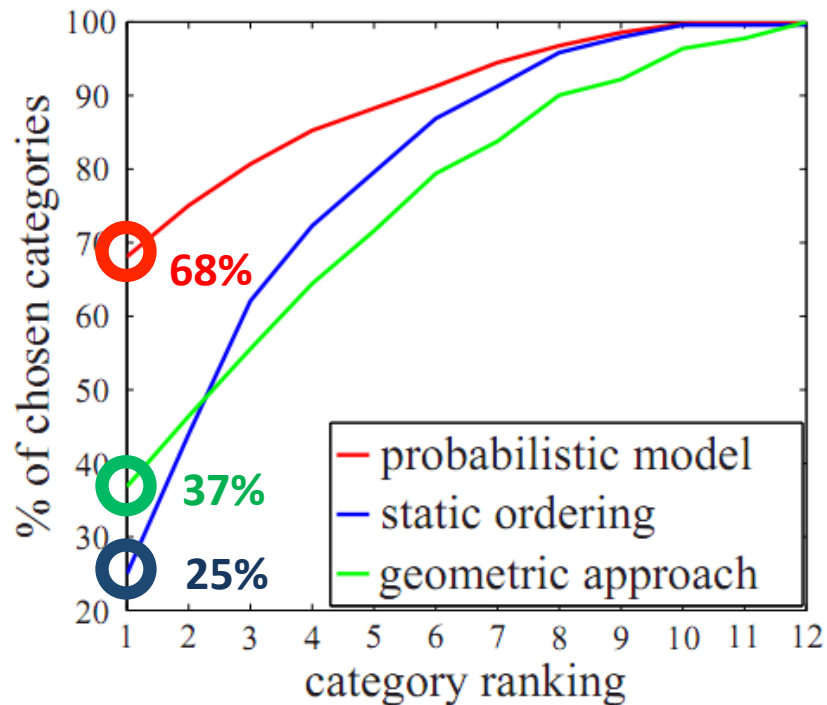 % of chosen categories
100
90
80
70
60
50
40
30
20
68%
37%
25%
probabilistic model
static ordering
geometric approach
1 2 3 4 5 6 7 8 9 10 11 12
category ranking